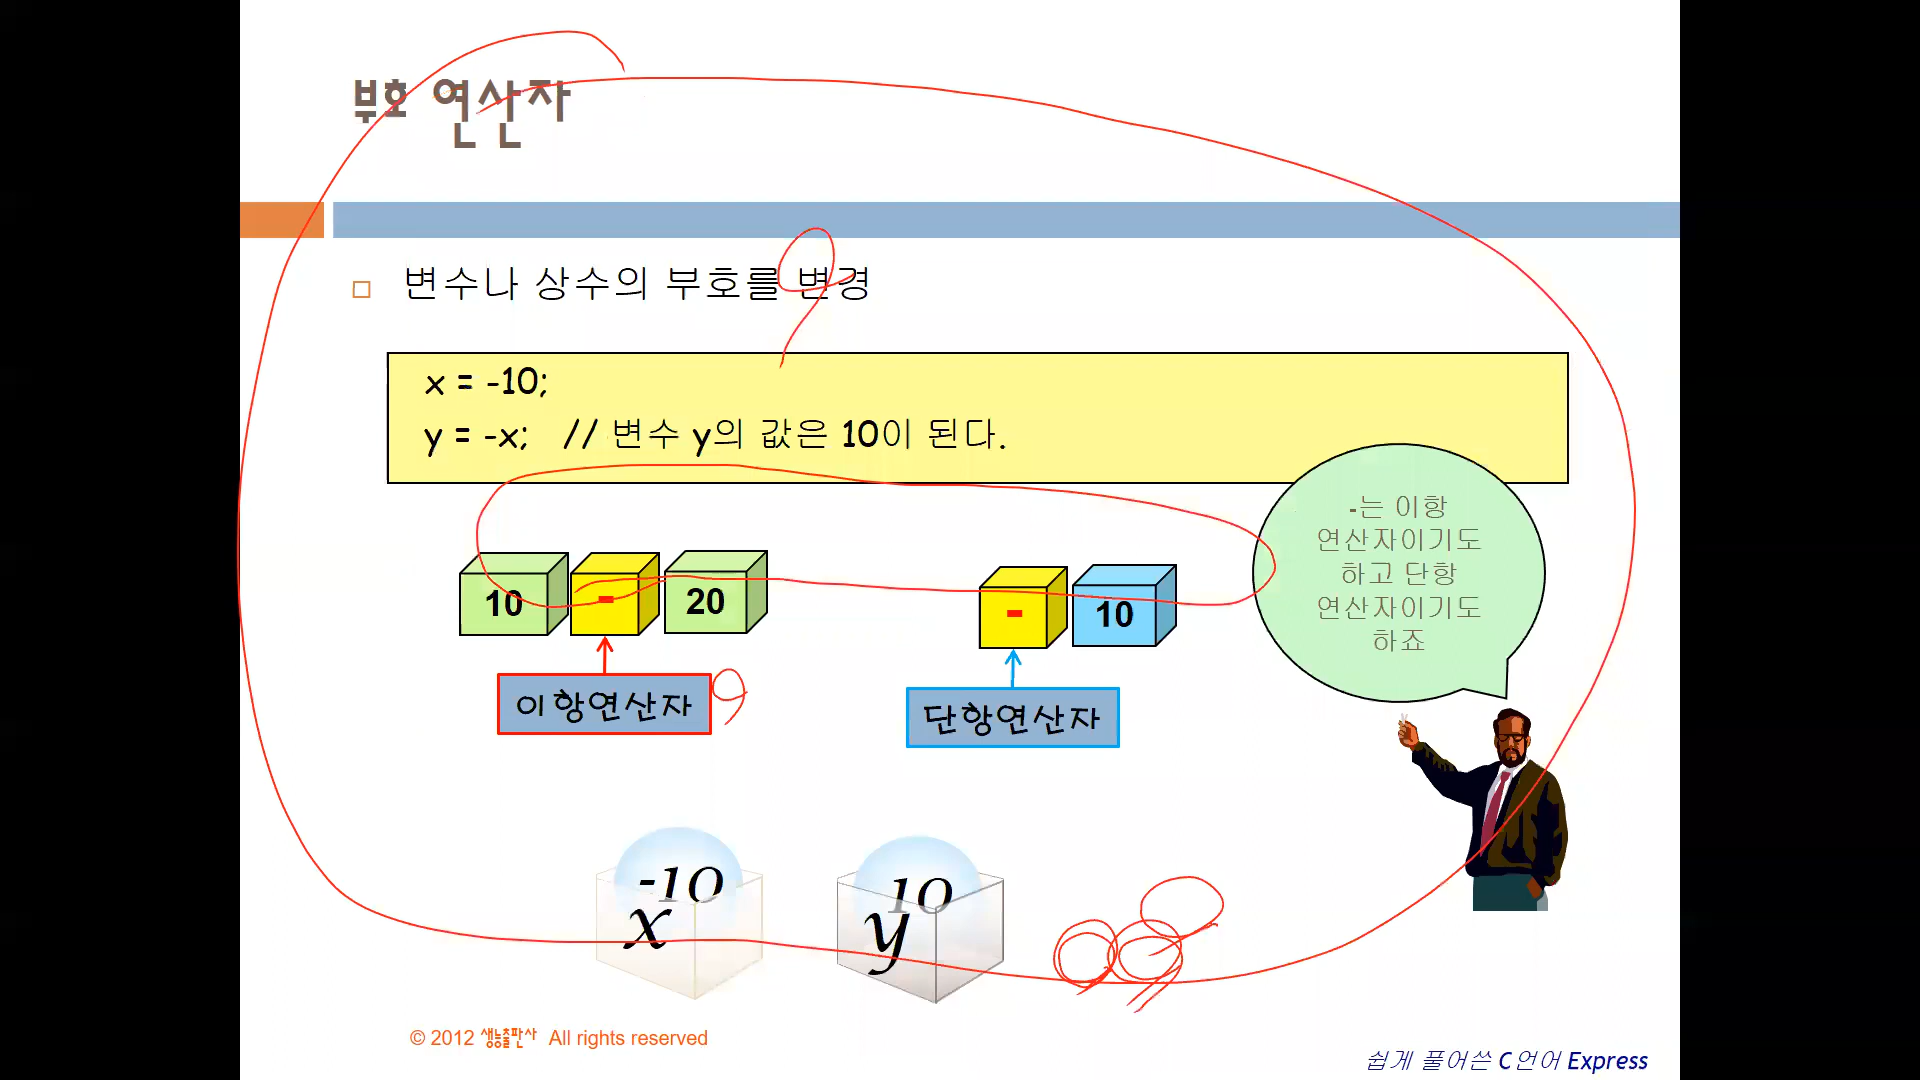 부호 연산자
변수나 상수의 부호를 변경
x = -10;
y = -x; // 변수 y의 값은 10이 된다.
-는 이항
연산자이기도
하고 단항
연산자이기도
하죠
10 - 20
- 10
이항연산자
단항연산자
-10
x
10
y
© 2012 생능출판사 All rights reserved
쉽게 풀어쓴 C언어 Express